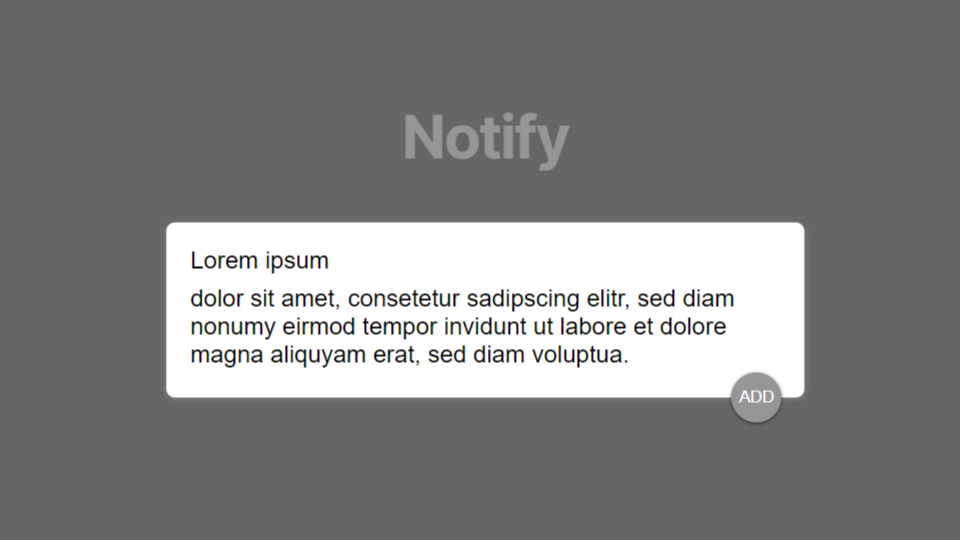 Notify
Lorem ipsum
dolor sit amet, consetetur sadipscing elitr, sed diam
nonumy eirmod tempor invidunt ut labore et dolore
magna aliquyam erat, sed diam voluptua.
ADD